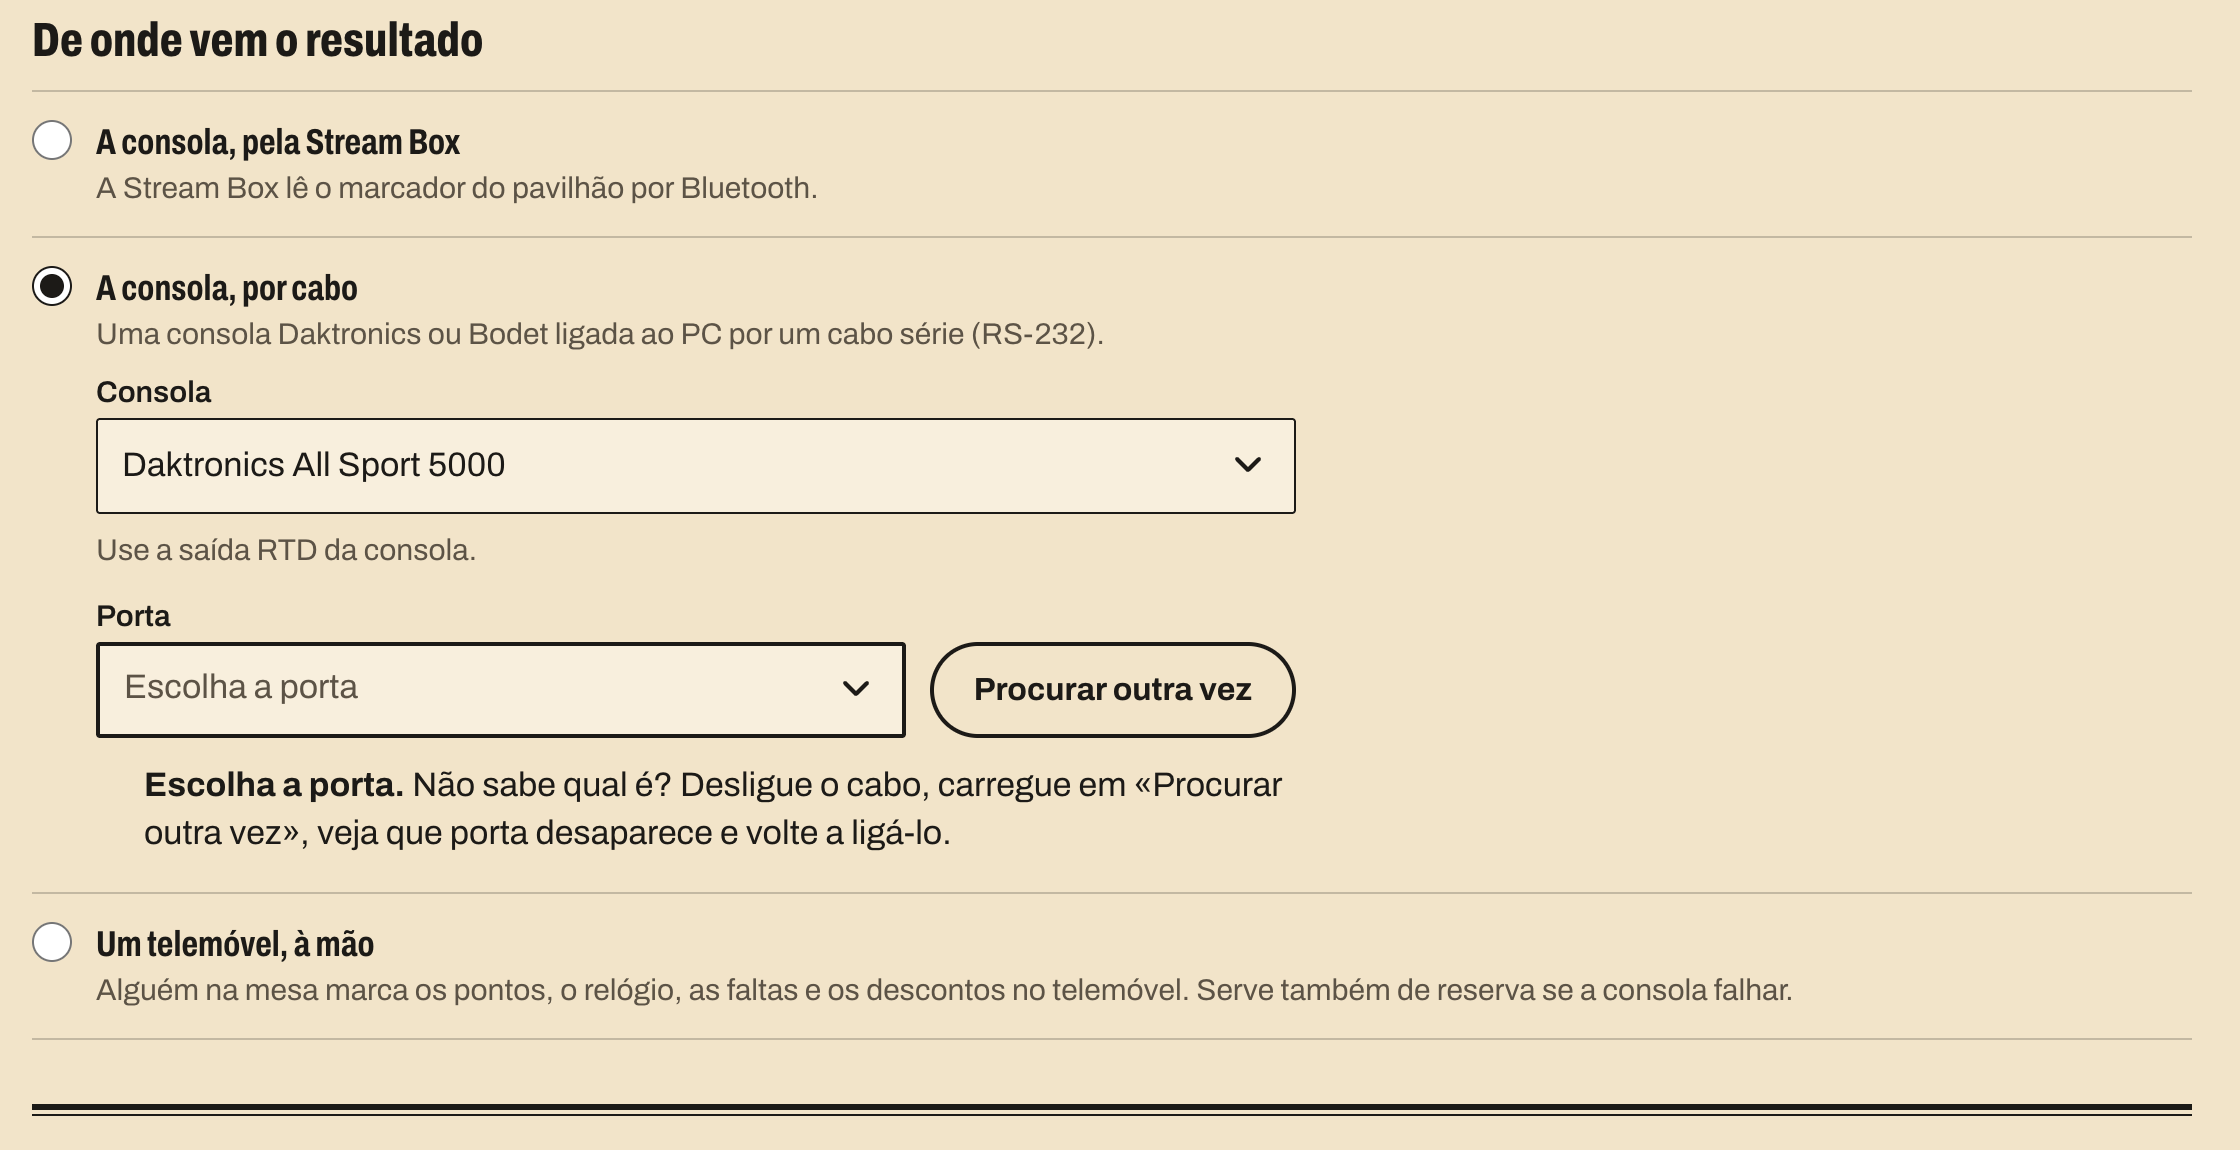 De onde vem o resultado
A consola, pela Stream Box
A Stream Box lê o marcador do pavilhão por Bluetooth.
A consola, por cabo
Uma consola Daktronics ou Bodet ligada ao PC por um cabo série (RS-232).
Consola
Daktronics All Sport 5000
Use a saída RTD da consola.
Porta
Escolha a porta
Procurar outra vez
Escolha a porta. Não sabe qual é? Desligue o cabo, carregue em «Procurar
outra vez», veja que porta desaparece e volte a ligá-lo.
Um telemóvel, à mão
Alguém na mesa marca os pontos, o relógio, as faltas e os descontos no telemóvel. Serve também de reserva se a consola falhar.